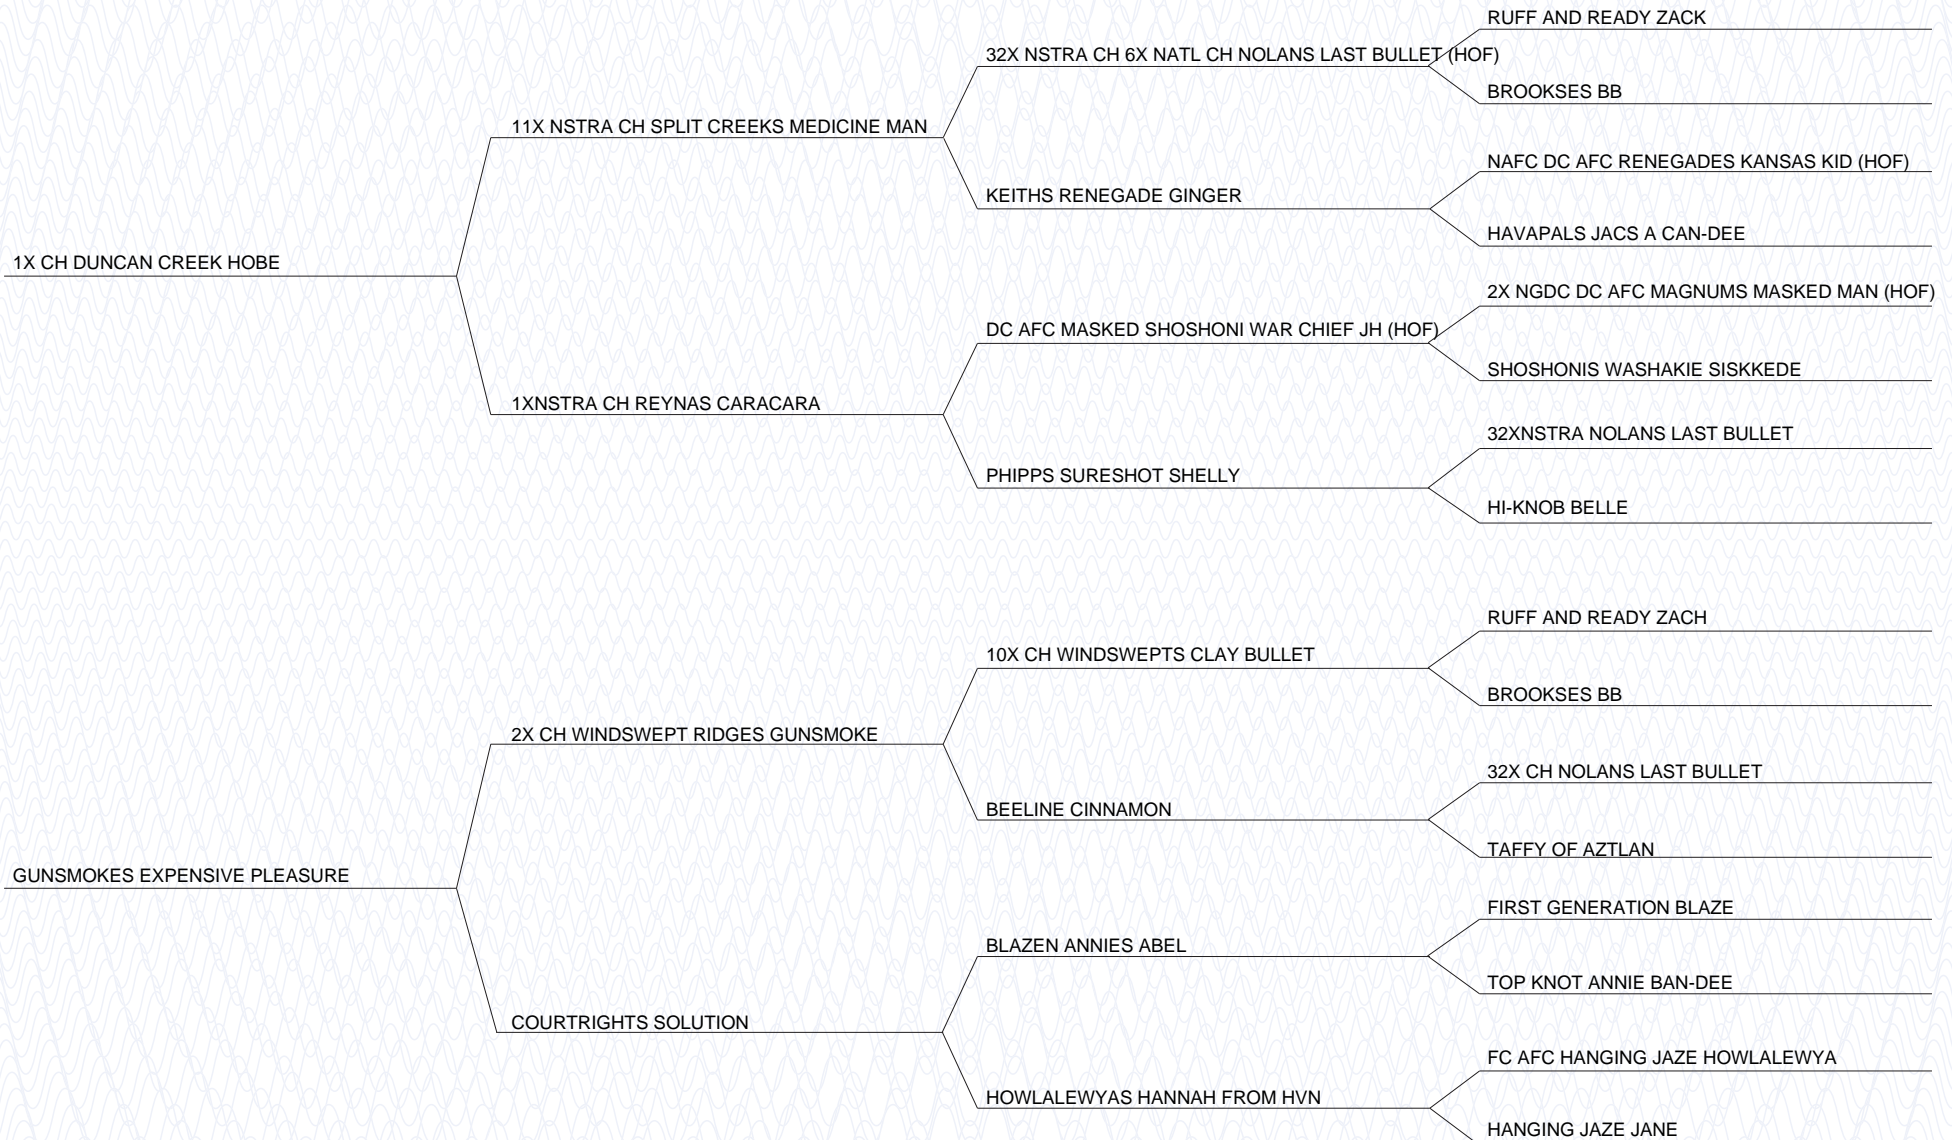 RUFF AND READY ZACK
32X NSTRA CH 6X NATL CH NOLANS LAST BULLET (HOF)
BROOKSES BB
11X NSTRA CH SPLIT CREEKS MEDICINE MAN
NAFC DC AFC RENEGADES KANSAS KID (HOF)
KEITHS RENEGADE GINGER
HAVAPALS JACS A CAN-DEE
1X CH DUNCAN CREEK HOBE
2X NGDC DC AFC MAGNUMS MASKED MAN (HOF)
DC AFC MASKED SHOSHONI WAR CHIEF JH (HOF)
SHOSHONIS WASHAKIE SISKKEDE
1XNSTRA CH REYNAS CARACARA
32XNSTRA NOLANS LAST BULLET
PHIPPS SURESHOT SHELLY
HI-KNOB BELLE
RUFF AND READY ZACH
10X CH WINDSWEPTS CLAY BULLET
BROOKSES BB
2X CH WINDSWEPT RIDGES GUNSMOKE
32X CH NOLANS LAST BULLET
BEELINE CINNAMON
TAFFY OF AZTLAN
GUNSMOKES EXPENSIVE PLEASURE
FIRST GENERATION BLAZE
BLAZEN ANNIES ABEL
TOP KNOT ANNIE BAN-DEE
COURTRIGHTS SOLUTION
FC AFC HANGING JAZE HOWLALEWYA
HOWLALEWYAS HANNAH FROM HVN
HANGING JAZE JANE